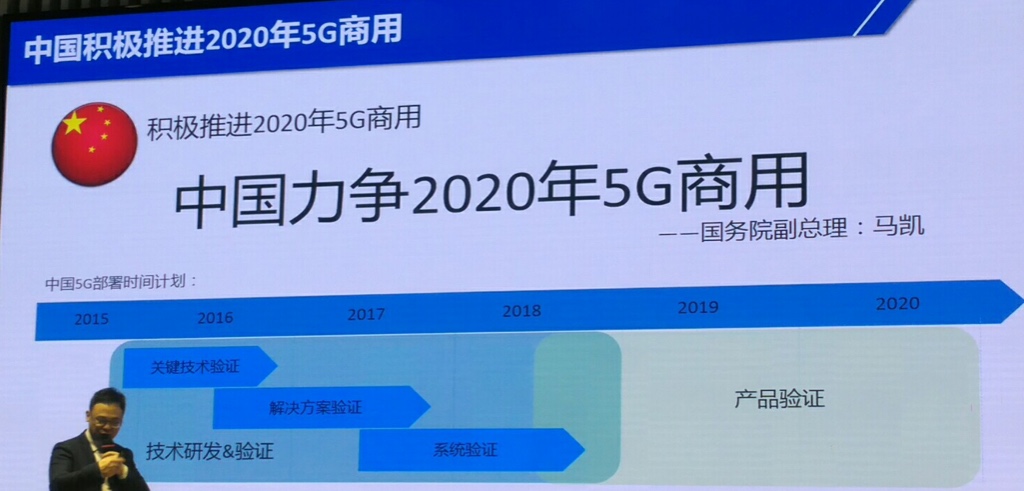 中国积极推进2020年5G商用
积极推进2020年5G商用
中国力争2020年5G商用
——国务院副总理：马凯
中国5G部署时间计划：
2015 2016 2017 2018 2019 2020
关键技术验证
解决方案验证
产品验证
技术研发&验证
系统验证